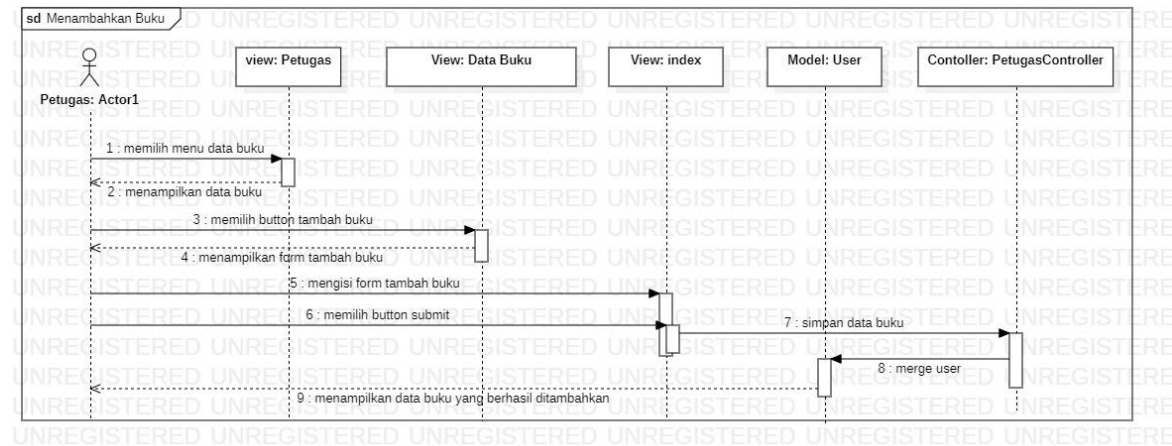 sd Menambahkan Buku
view: Petugas
View: Data Buku
View: index
Model: User
Contoller: PetugasController
Petugas: Actor1
1 : memilih menu data buku
2 : menampilkan data buku
3 : memilih button tambah buku
4 : menampilkan form tambah buku
5 : mengisi form tambah buku
6 : memilih button submit
7 : simpan data buku
8 : merge user
9 : menampilkan data buku yang berhasil ditambahkan
UNREGISTERED